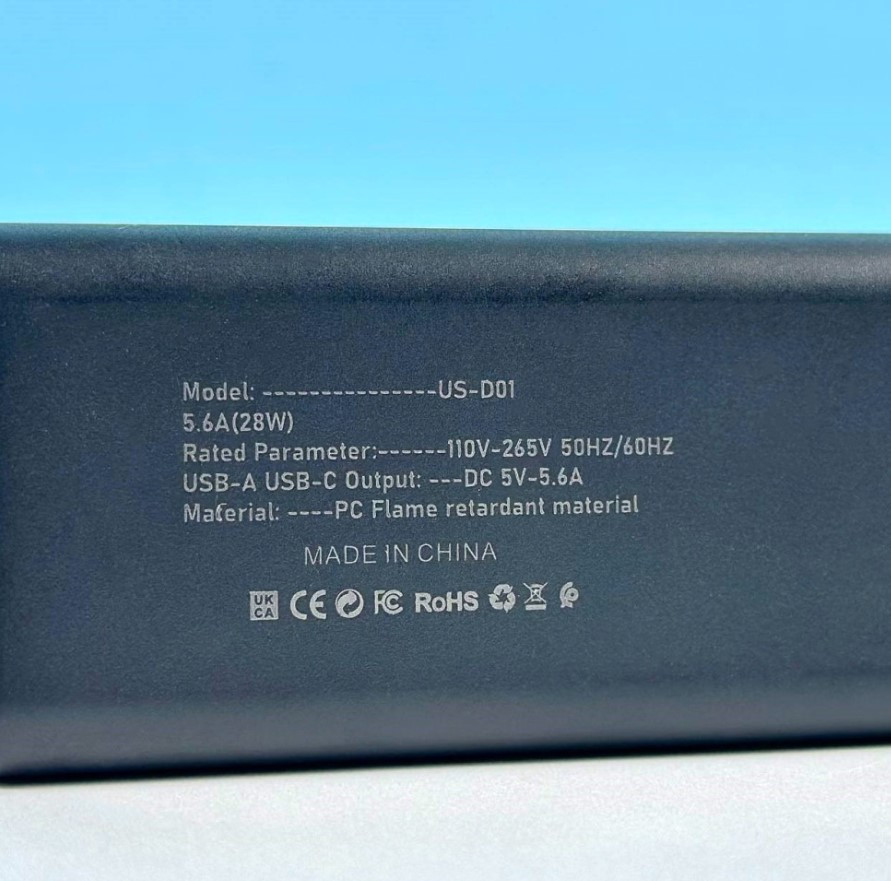 Model: ---------------US-D01
5.6A(28W)
Rated Parameter:------110V-265V 50HZ/60HZ
USB-A USB-C Output: ---DC 5V-5.6A
Material: ----PC Flame retardant material
MADE IN CHINA
UK CA CE FC RoHS